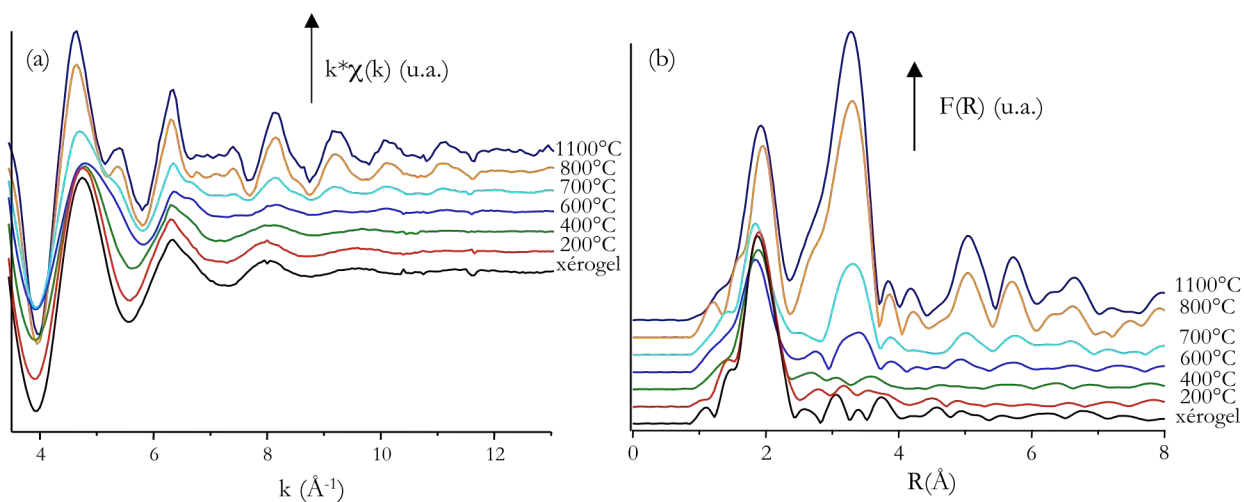 (a)
k*χ(k) (u.a.)
1100°C
800°C
700°C
600°C
400°C
200°C
xérogel
4 6 8 10 12
k (Å-1)
(b)
F(R) (u.a.)
1100°C
800°C
700°C
600°C
400°C
200°C
xérogel
0 2 4 6 8
R(Å)